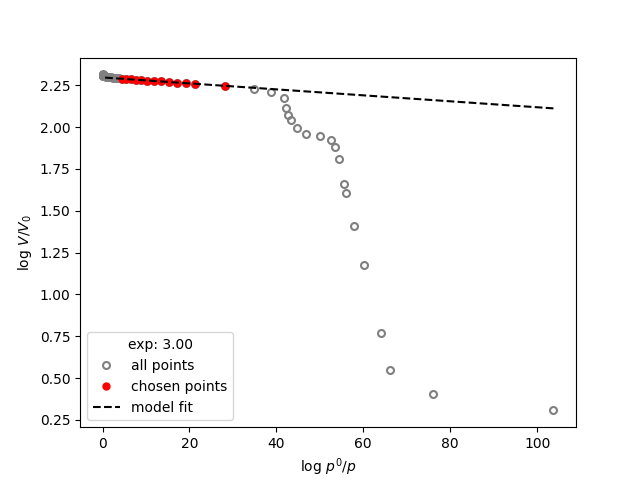 2.25
2.00
1.75
1.50
1.25
1.00
0.75
0.50
0.25
log V/V₀
exp: 3.00
all points
chosen points
model fit
0 20 40 60 80 100
log p⁰/p